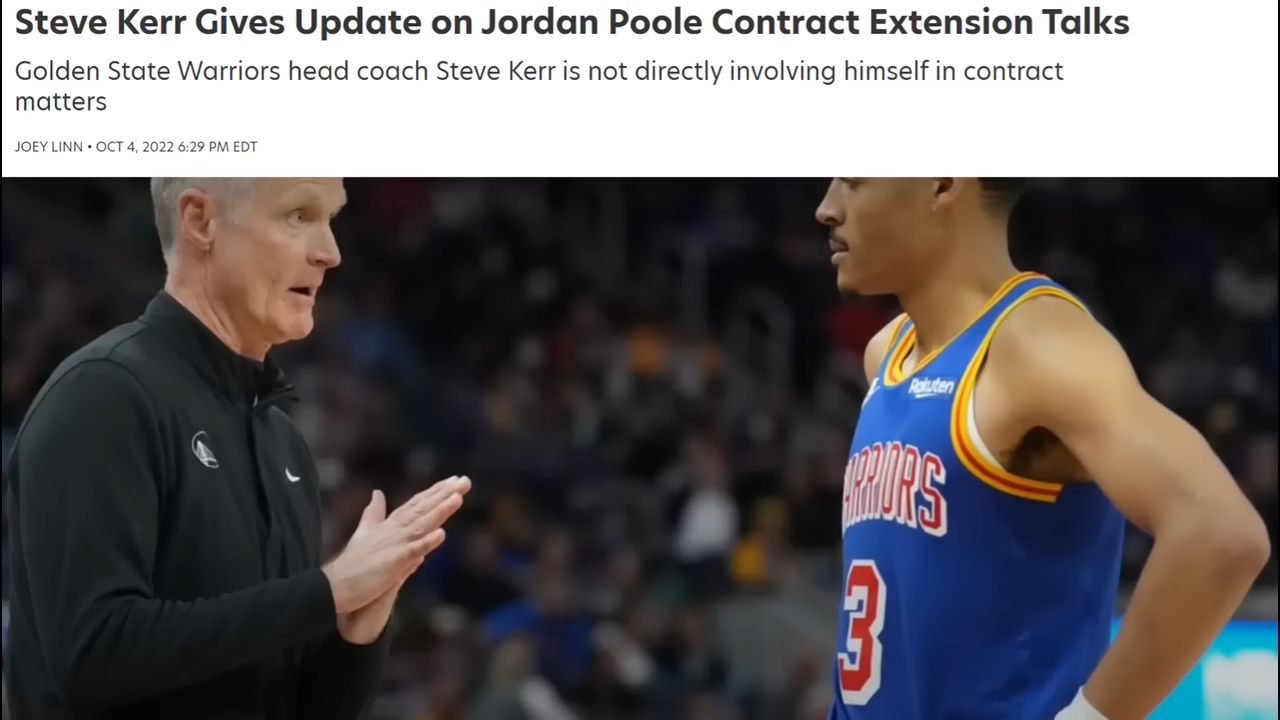 Steve Kerr Gives Update on Jordan Poole Contract Extension Talks
Golden State Warriors head coach Steve Kerr is not directly involving himself in contract
matters
JOEY LINN • OCT 4, 2022 6:29 PM EDT
Rakuten
WARRIORS
3